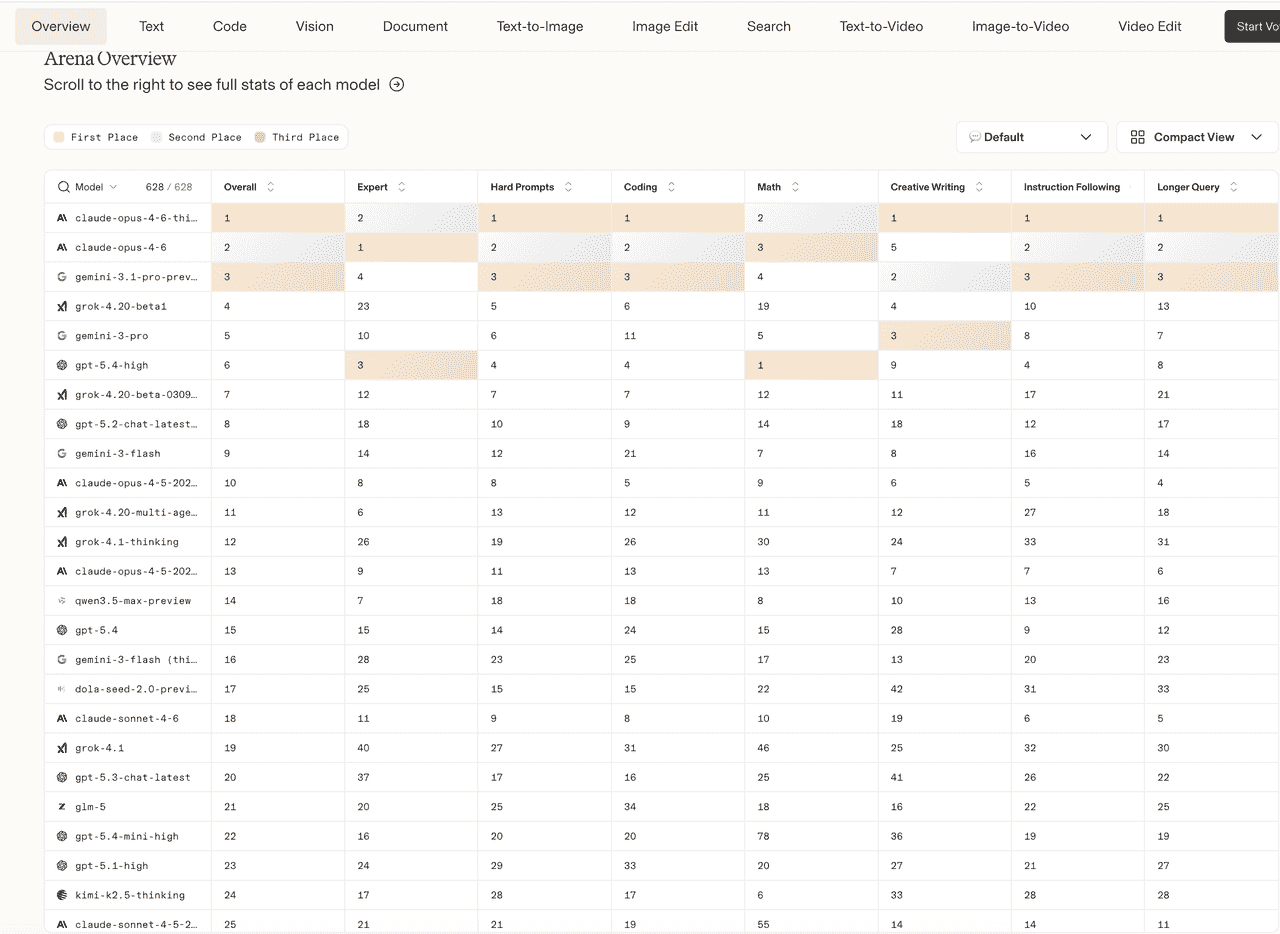 Overview Text Code Vision Document Text-to-Image Image Edit Search Text-to-Video Image-to-Video Video Edit Start Vo
Arena Overview
Scroll to the right to see full stats of each model
First Place Second Place Third Place Default Compact View
Model 628 / 628 Overall Expert Hard Prompts Coding Math Creative Writing Instruction Following Longer Query
claude-opus-4-6-thi… 1 2 1 1 2 1 1 1
claude-opus-4-6 2 1 2 2 3 5 2 2
gemini-3.1-pro-prev… 3 4 3 3 4 2 3 3
grok-4.20-beta1 4 23 5 6 19 4 10 13
gemini-3-pro 5 10 6 11 5 3 8 7
gpt-5.4-high 6 3 4 4 1 9 4 8
grok-4.20-beta-0309… 7 12 7 7 12 11 17 21
gpt-5.2-chat-latest… 8 18 10 9 14 18 12 17
gemini-3-flash 9 14 12 21 7 8 16 14
claude-opus-4-5-202… 10 8 8 5 9 6 5 4
grok-4.20-multi-age… 11 6 13 12 11 12 27 18
grok-4.1-thinking 12 26 19 26 30 24 33 31
claude-opus-4-5-202… 13 9 11 13 13 7 7 6
qwen3.5-max-preview 14 7 18 18 8 10 13 16
gpt-5.4 15 15 14 24 15 28 9 12
gemini-3-flash (thi… 16 28 23 25 17 13 20 23
dola-seed-2.0-previ… 17 25 15 15 22 42 31 33
claude-sonnet-4-6 18 11 9 8 10 19 6 5
grok-4.1 19 40 27 31 46 25 32 30
gpt-5.3-chat-latest 20 37 17 16 25 41 26 22
glm-5 21 20 25 34 18 16 22 25
gpt-5.4-mini-high 22 16 20 20 78 36 19 19
gpt-5.1-high 23 24 29 33 20 27 21 27
kimi-k2.5-thinking 24 17 28 17 6 33 28 28
claude-sonnet-4-5-2… 25 21 21 19 55 14 14 11